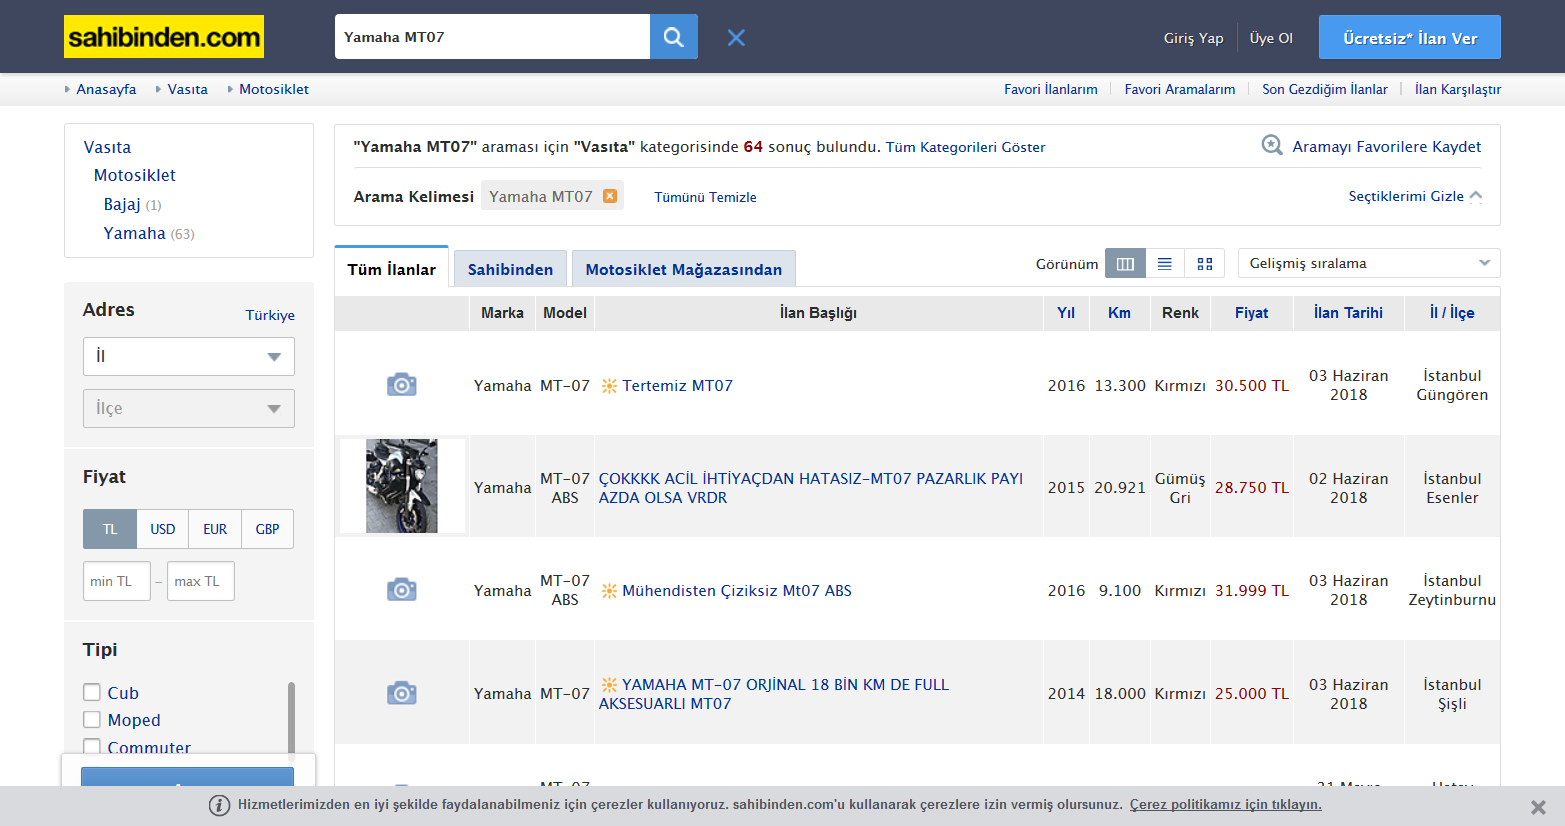 sahibinden.com
Yamaha MT07
Giriş Yap
Üye Ol
Ücretsiz* İlan Ver
Anasayfa
Vasıta
Motosiklet
Favori İlanlarım
Favori Aramalarım
Son Gezdiğim İlanlar
İlan Karşılaştır
Vasıta
Motosiklet
Bajaj (1)
Yamaha (63)
Adres
Türkiye
İl
İlçe
Fiyat
TL USD EUR GBP
min TL – max TL
Tipi
Cub
Moped
Commuter
"Yamaha MT07" araması için "Vasıta" kategorisinde 64 sonuç bulundu. Tüm Kategorileri Göster
Aramayı Favorilere Kaydet
Arama Kelimesi Yamaha MT07 Tümünü Temizle
Seçtiklerimi Gizle
Tüm İlanlar
Sahibinden
Motosiklet Mağazasından
Görünüm
Gelişmiş sıralama
Marka Model İlan Başlığı Yıl Km Renk Fiyat İlan Tarihi İl / İlçe
Yamaha MT-07 Tertemiz MT07 2016 13.300 Kırmızı 30.500 TL 03 Haziran 2018 İstanbul Güngören
Yamaha MT-07 ABS ÇOKKKK ACİL İHTİYAÇDAN HATASIZ-MT07 PAZARLIK PAYI AZDA OLSA VRDR 2015 20.921 Gümüş Gri 28.750 TL 02 Haziran 2018 İstanbul Esenler
Yamaha MT-07 ABS Mühendisten Çiziksiz Mt07 ABS 2016 9.100 Kırmızı 31.999 TL 03 Haziran 2018 İstanbul Zeytinburnu
Yamaha MT-07 YAMAHA MT-07 ORJİNAL 18 BİN KM DE FULL AKSESUARLI MT07 2014 18.000 Kırmızı 25.000 TL 03 Haziran 2018 İstanbul Şişli
Hizmetlerimizden en iyi şekilde faydalanabilmeniz için çerezler kullanıyoruz. sahibinden.com'u kullanarak çerezlere izin vermiş olursunuz. Çerez politikamız için tıklayın.